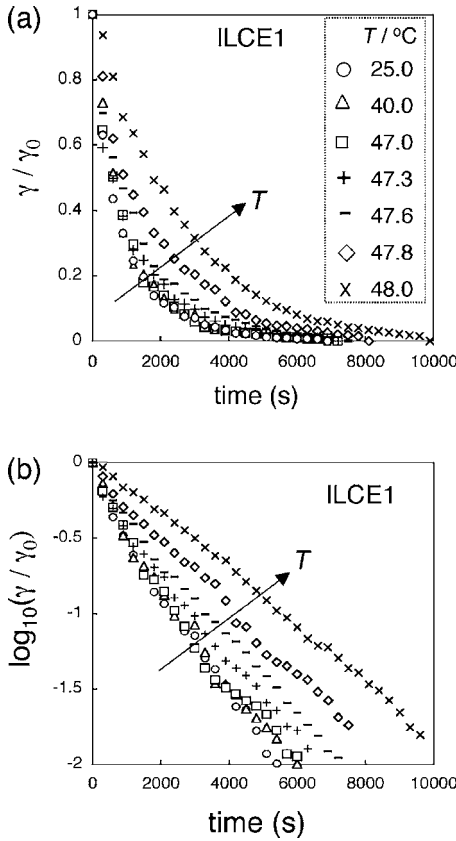 (a)
ILCE1
T / °C
25.0
40.0
47.0
47.3
47.6
47.8
48.0
T
γ / γ0
1
0.8
0.6
0.4
0.2
0
0 2000 4000 6000 8000 10000
time (s)
(b)
ILCE1
T
log10(γ / γ0)
0
-0.5
-1
-1.5
-2
0 2000 4000 6000 8000 10000
time (s)